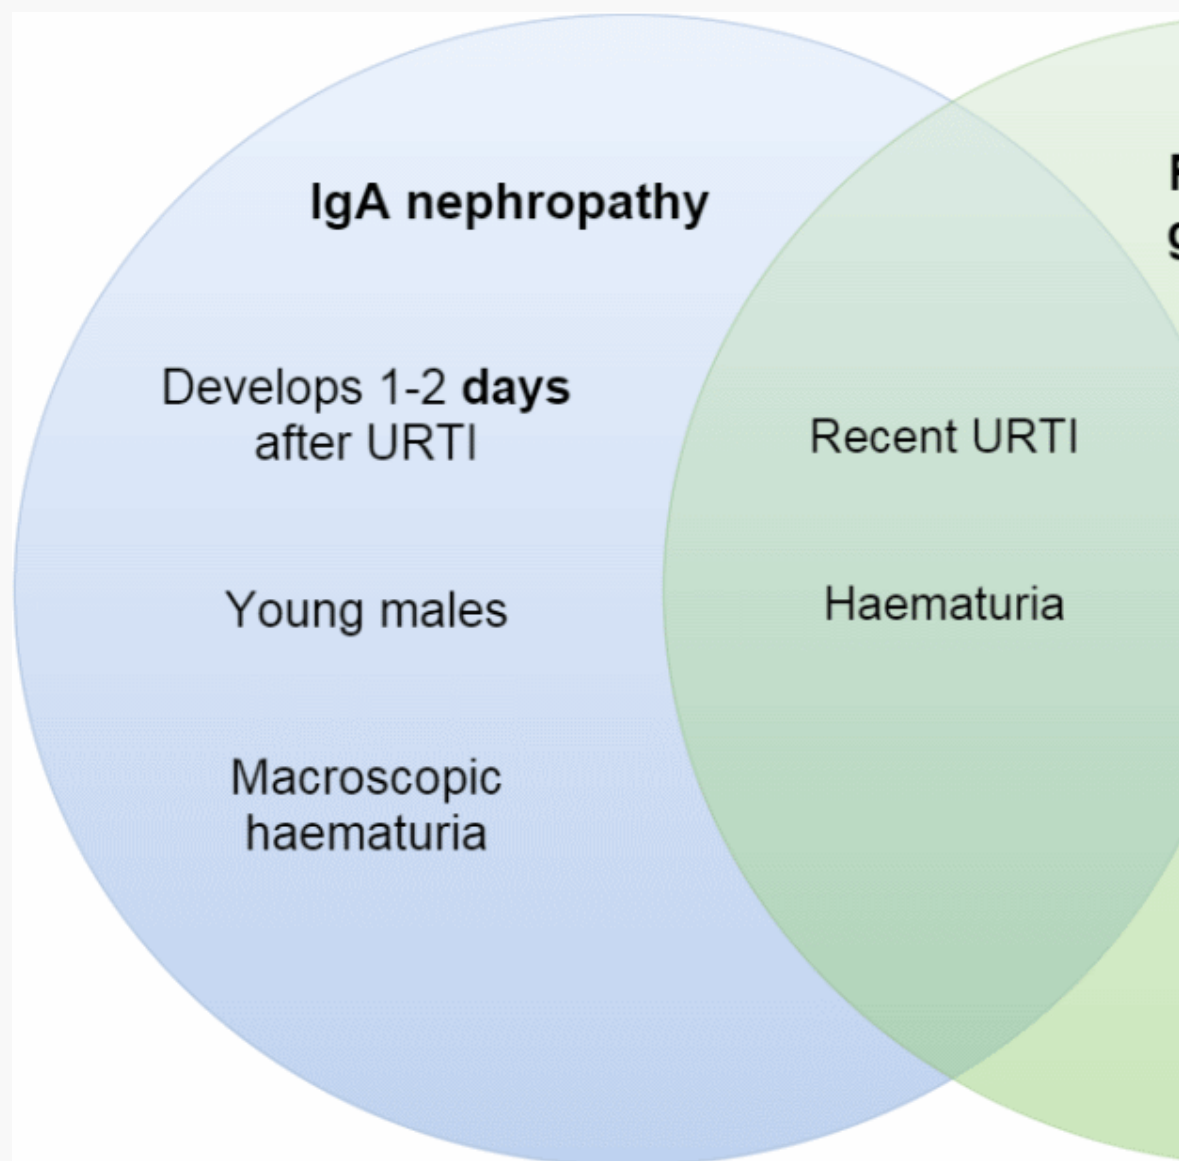 IgA nephropathy
Develops 1-2 days
after URTI
Young males
Macroscopic
haematuria
Recent URTI
Haematuria